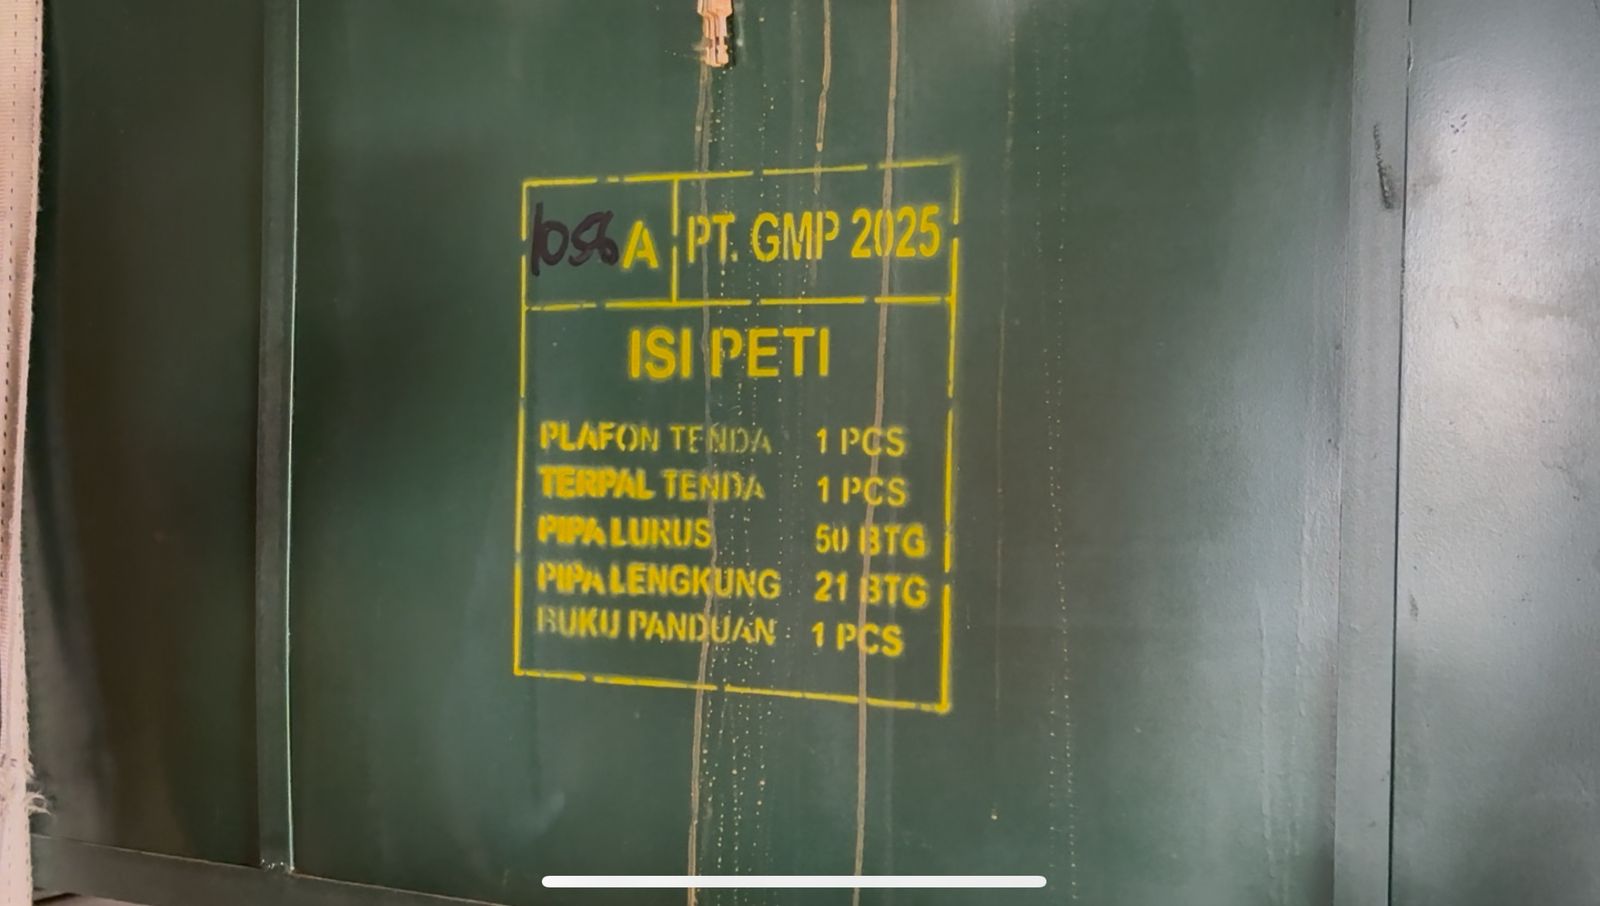 1058 A PT. GMP 2025
ISI PETI
PLAFON TENDA 1 PCS
TERPAL TENDA 1 PCS
PIPA LURUS 50 BTG
PIPA LENGKUNG 21 BTG
BUKU PANDUAN 1 PCS